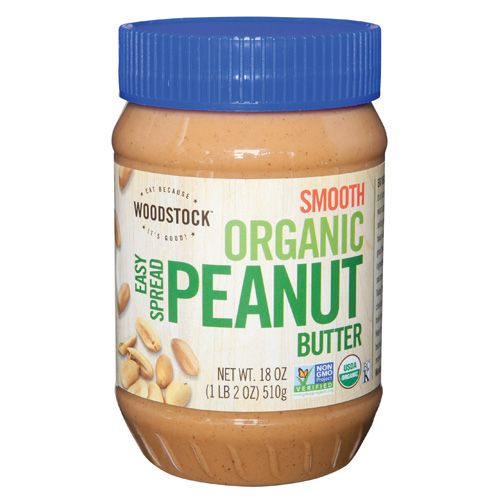 EAT BECAUSE
WOODSTOCK™
IT'S GOOD!
SMOOTH
ORGANIC
EASY
SPREAD
PEANUT
BUTTER
NET WT. 18 OZ
(1 LB 2 OZ) 510g
NON
GMO
Project
VERIFIED
USDA
ORGANIC
K